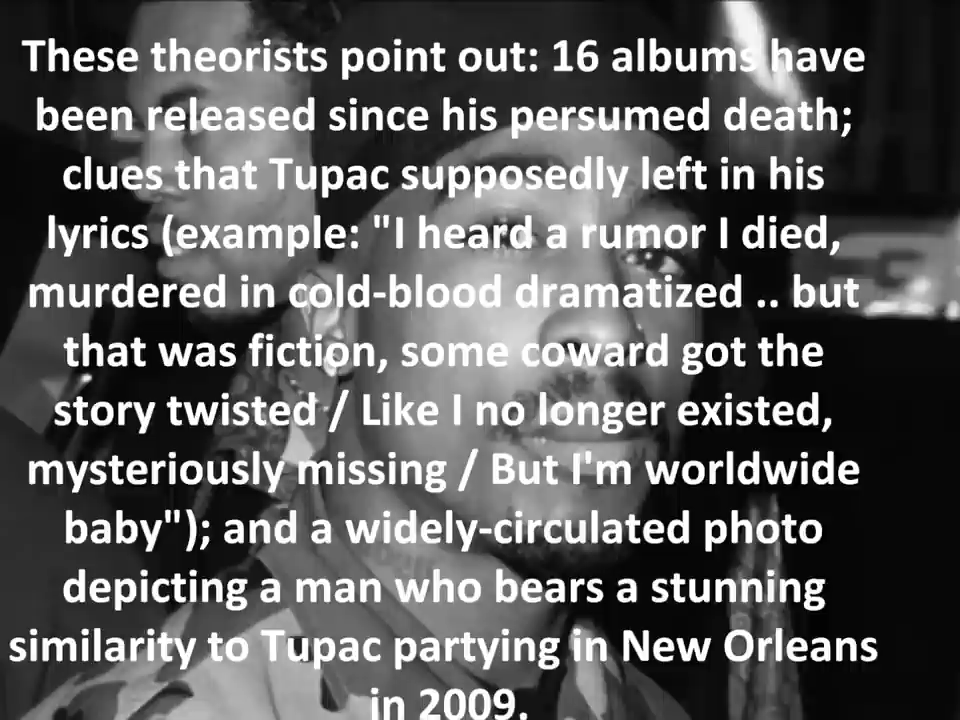 These theorists point out: 16 albums have
been released since his persumed death;
clues that Tupac supposedly left in his
lyrics (example: "I heard a rumor I died,
murdered in cold-blood dramatized .. but
that was fiction, some coward got the
story twisted / Like I no longer existed,
mysteriously missing / But I'm worldwide
baby"); and a widely-circulated photo
depicting a man who bears a stunning
similarity to Tupac partying in New Orleans
in 2009.